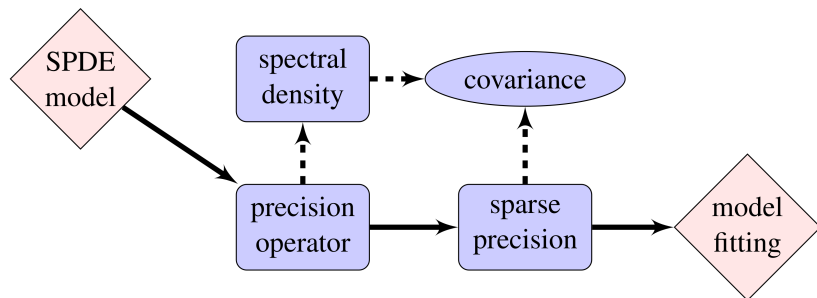 SPDE
model
spectral
density
covariance
precision
operator
sparse
precision
model
fitting